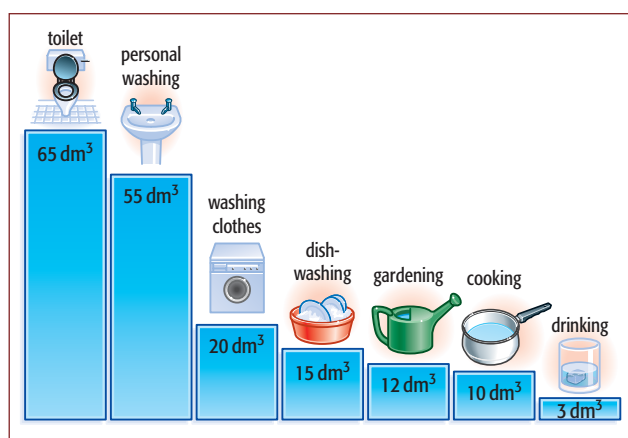 toilet
65 dm³
personal
washing
55 dm³
washing
clothes
20 dm³
dish-
washing
15 dm³
gardening
12 dm³
cooking
10 dm³
drinking
3 dm³